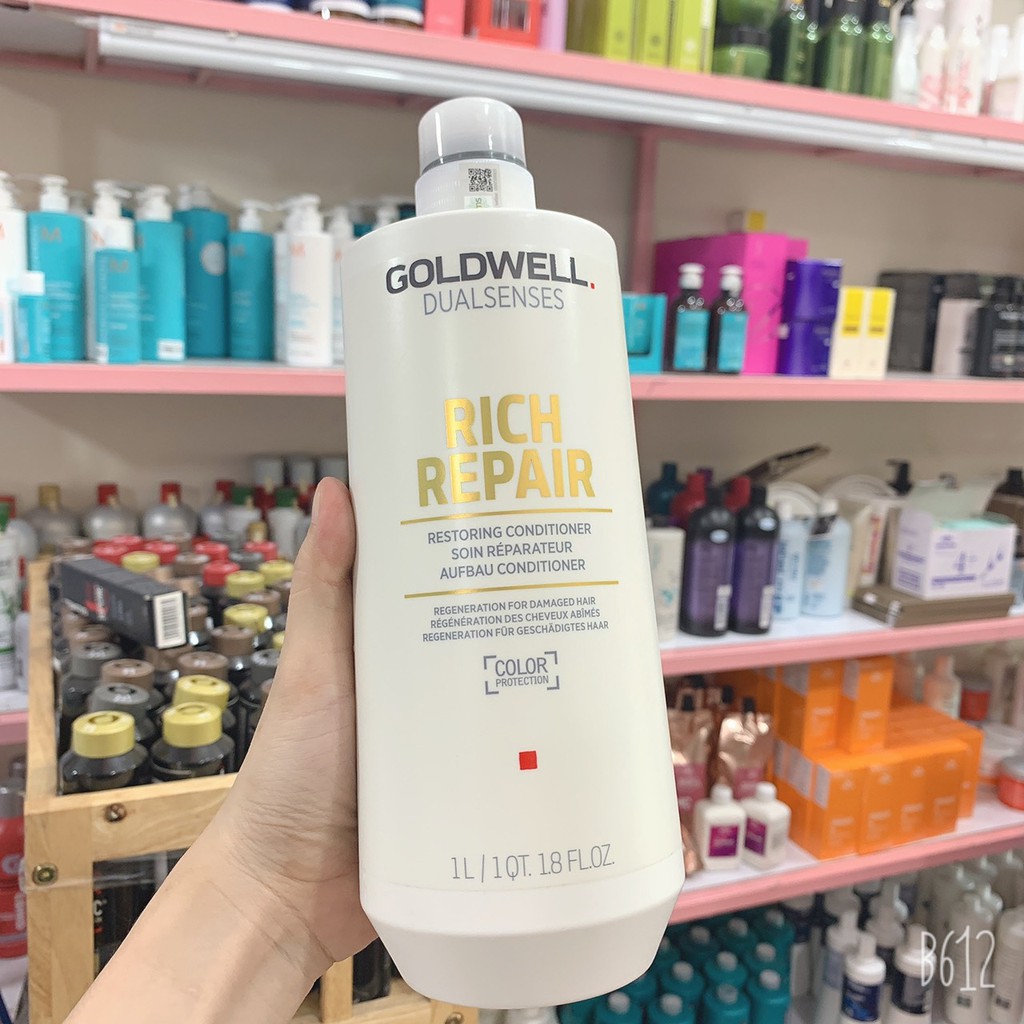 GOLDWELL.
DUALSENSES
RICH
REPAIR
RESTORING CONDITIONER
SOIN RÉPARATEUR
AUFBAU CONDITIONER
REGENERATION FOR DAMAGED HAIR
RÉGÉNÉRATION DES CHEVEUX ABÎMÉS
REGENERATION FÜR GESCHÄDIGTES HAAR
COLOR
PROTECTION
1 L / 1 QT. 1.8 FL.OZ.
B612